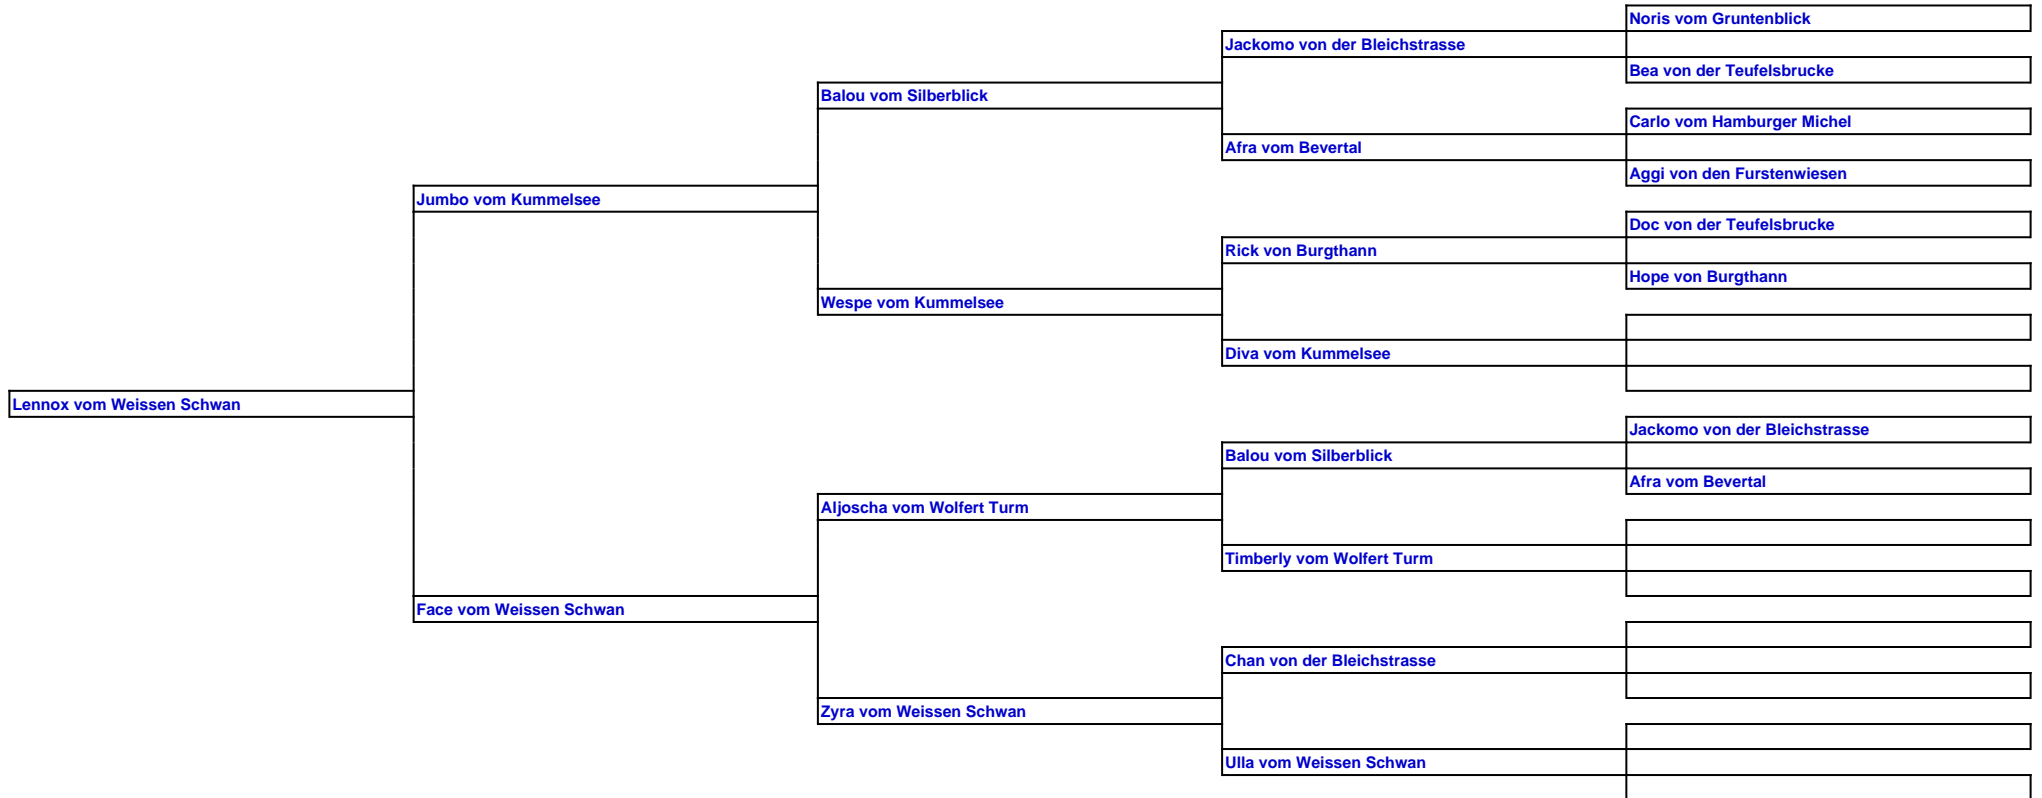 Noris vom Gruntenblick
Jackomo von der Bleichstrasse
Bea von der Teufelsbrucke
Balou vom Silberblick
Carlo vom Hamburger Michel
Afra vom Bevertal
Aggi von den Furstenwiesen
Jumbo vom Kummelsee
Doc von der Teufelsbrucke
Rick von Burgthann
Hope von Burgthann
Wespe vom Kummelsee
Diva vom Kummelsee
Lennox vom Weissen Schwan
Jackomo von der Bleichstrasse
Balou vom Silberblick
Afra vom Bevertal
Aljoscha vom Wolfert Turm
Timberly vom Wolfert Turm
Face vom Weissen Schwan
Chan von der Bleichstrasse
Zyra vom Weissen Schwan
Ulla vom Weissen Schwan